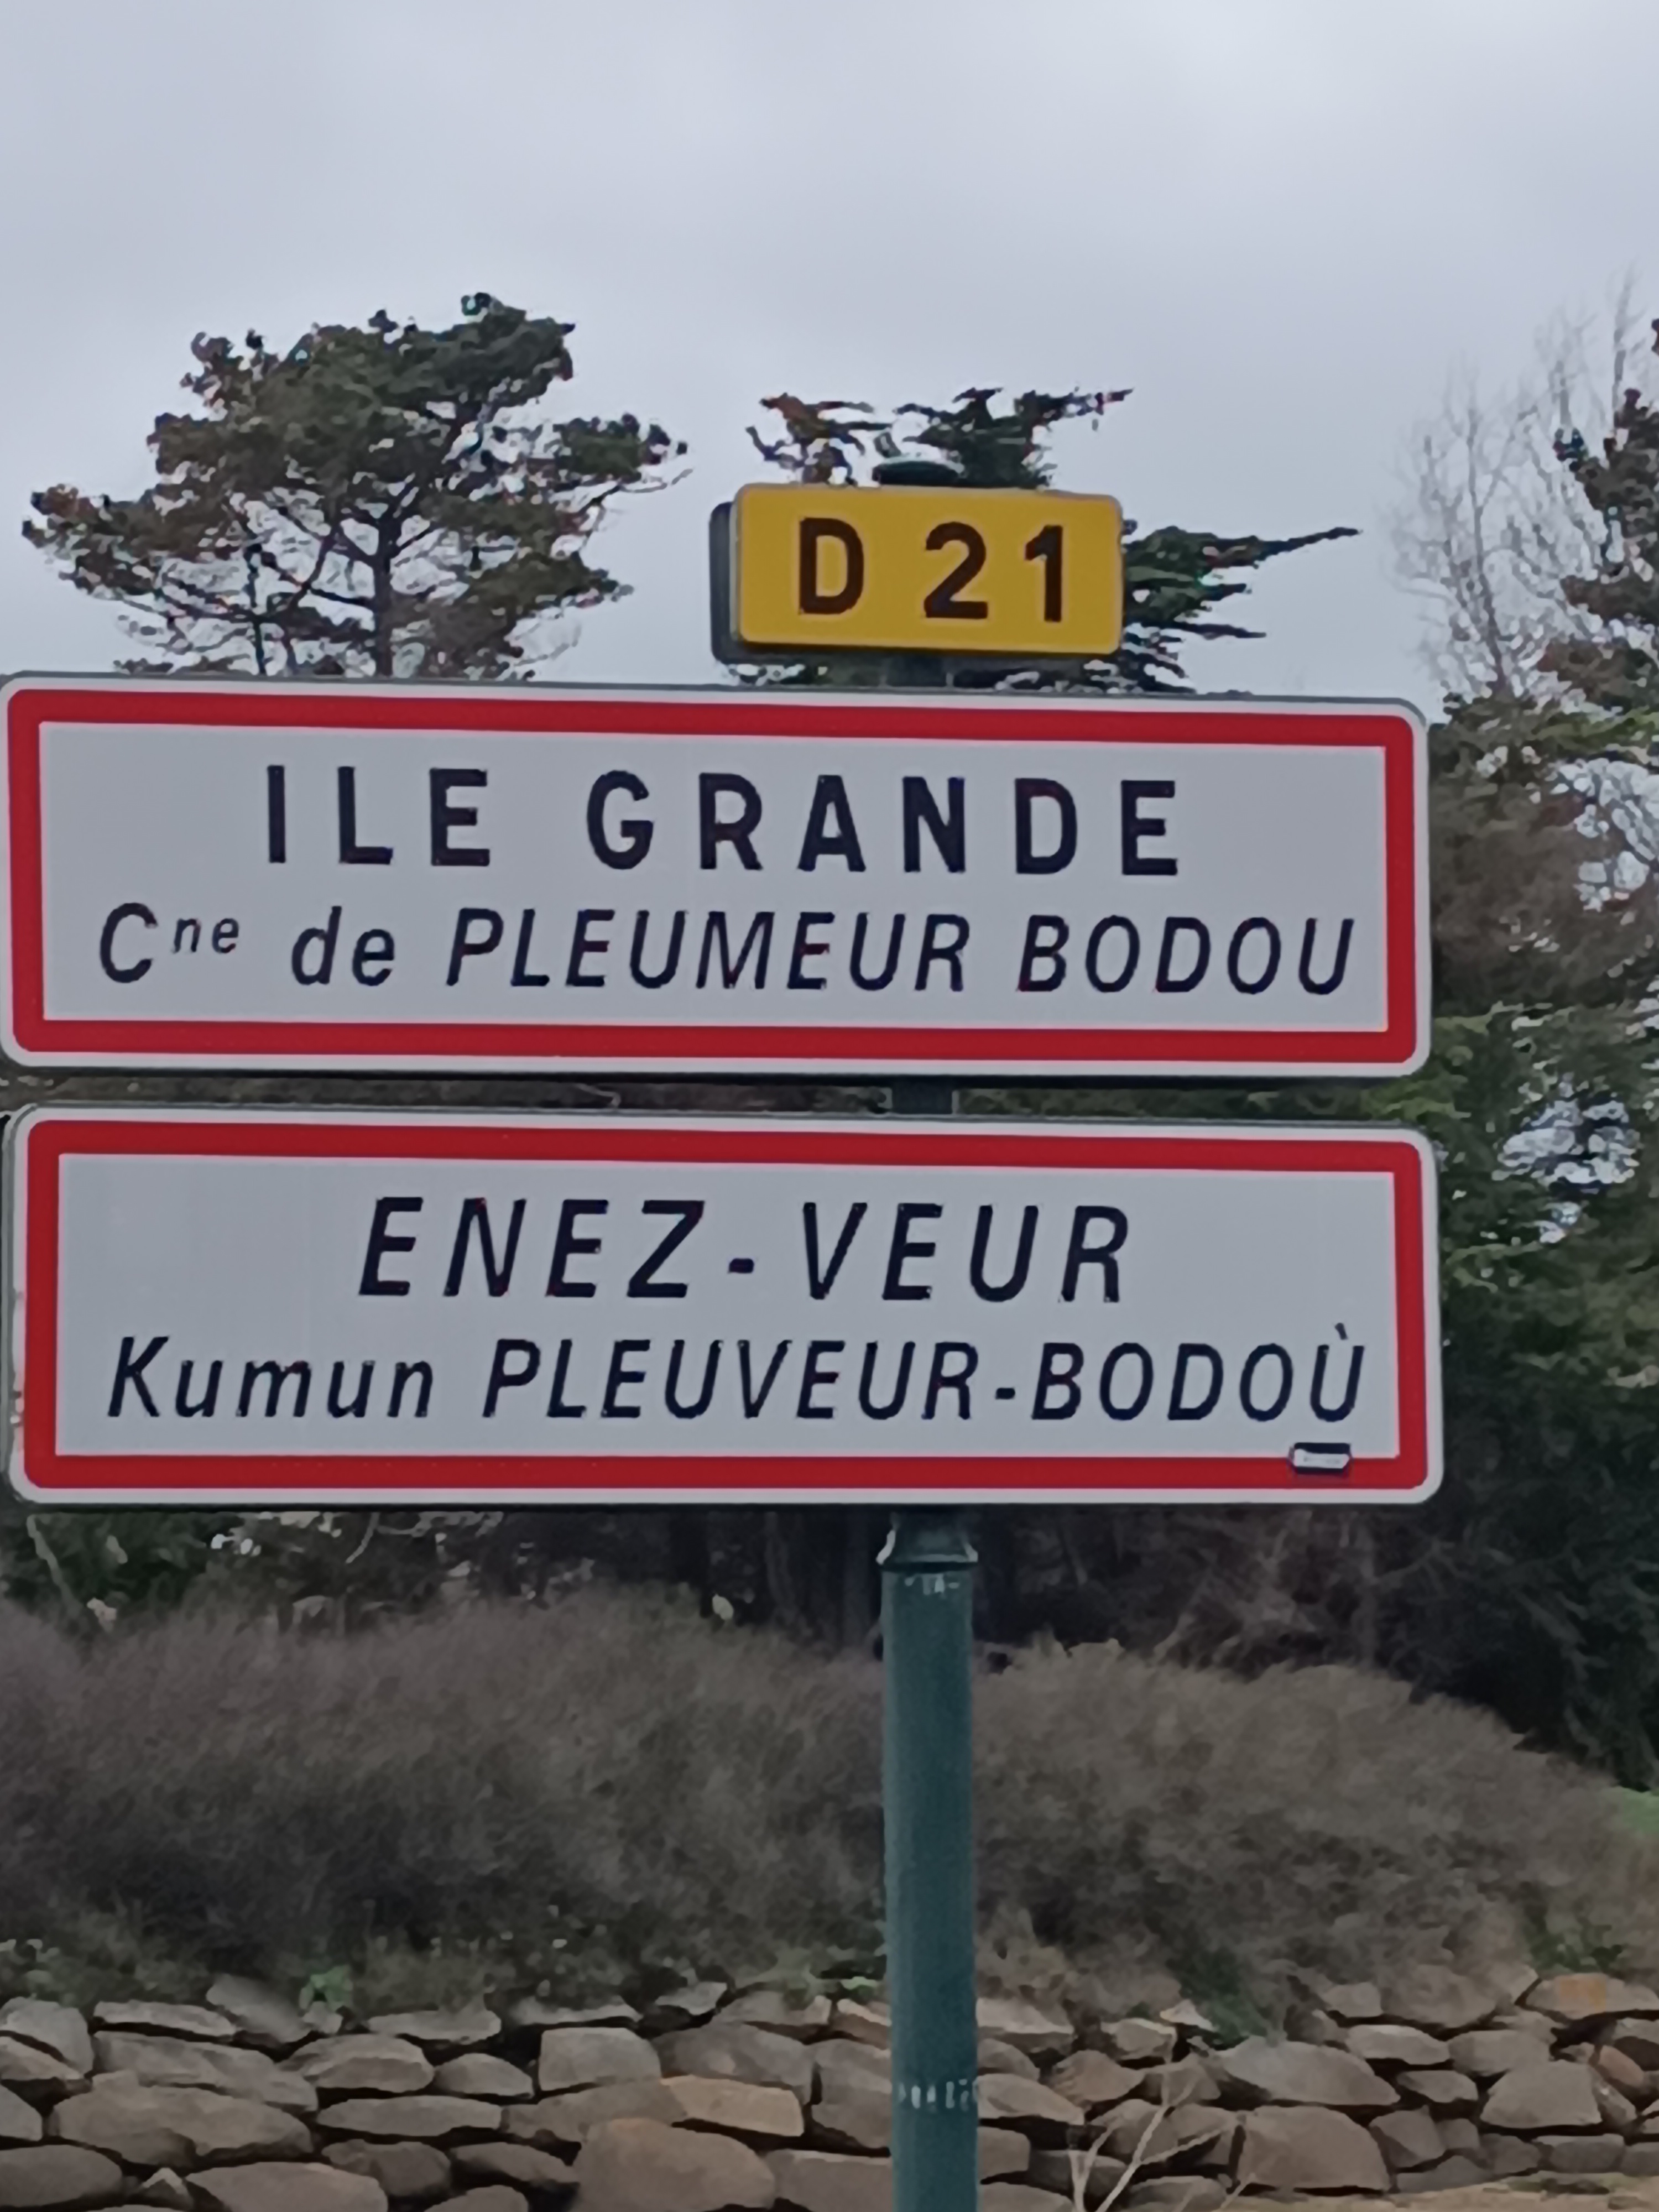 D 21
ILE GRANDE
Cne de PLEUMEUR BODOU
ENEZ-VEUR
Kumun PLEUVEUR-BODOÙ